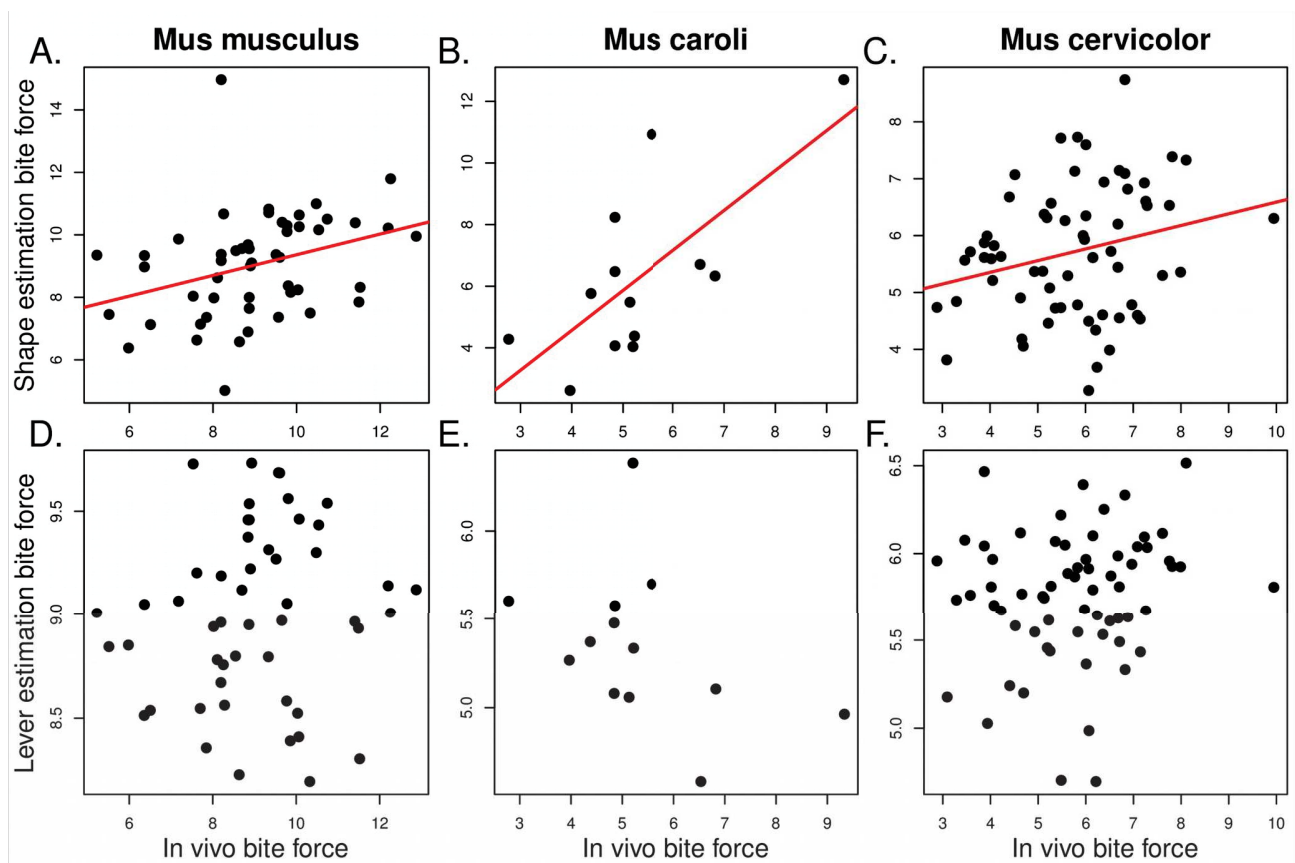 A. Mus musculus B. Mus caroli C. Mus cervicolor
Shape estimation bite force
6 8 10 12 14
6 8 10 12
4 6 8 10 12
3 4 5 6 7 8 9
4 5 6 7 8
3 4 5 6 7 8 9 10
D. E. F.
Lever estimation bite force
8.5 9.0 9.5
6 8 10 12
5.0 5.5 6.0
3 4 5 6 7 8 9
5.0 5.5 6.0 6.5
3 4 5 6 7 8 9 10
In vivo bite force In vivo bite force In vivo bite force